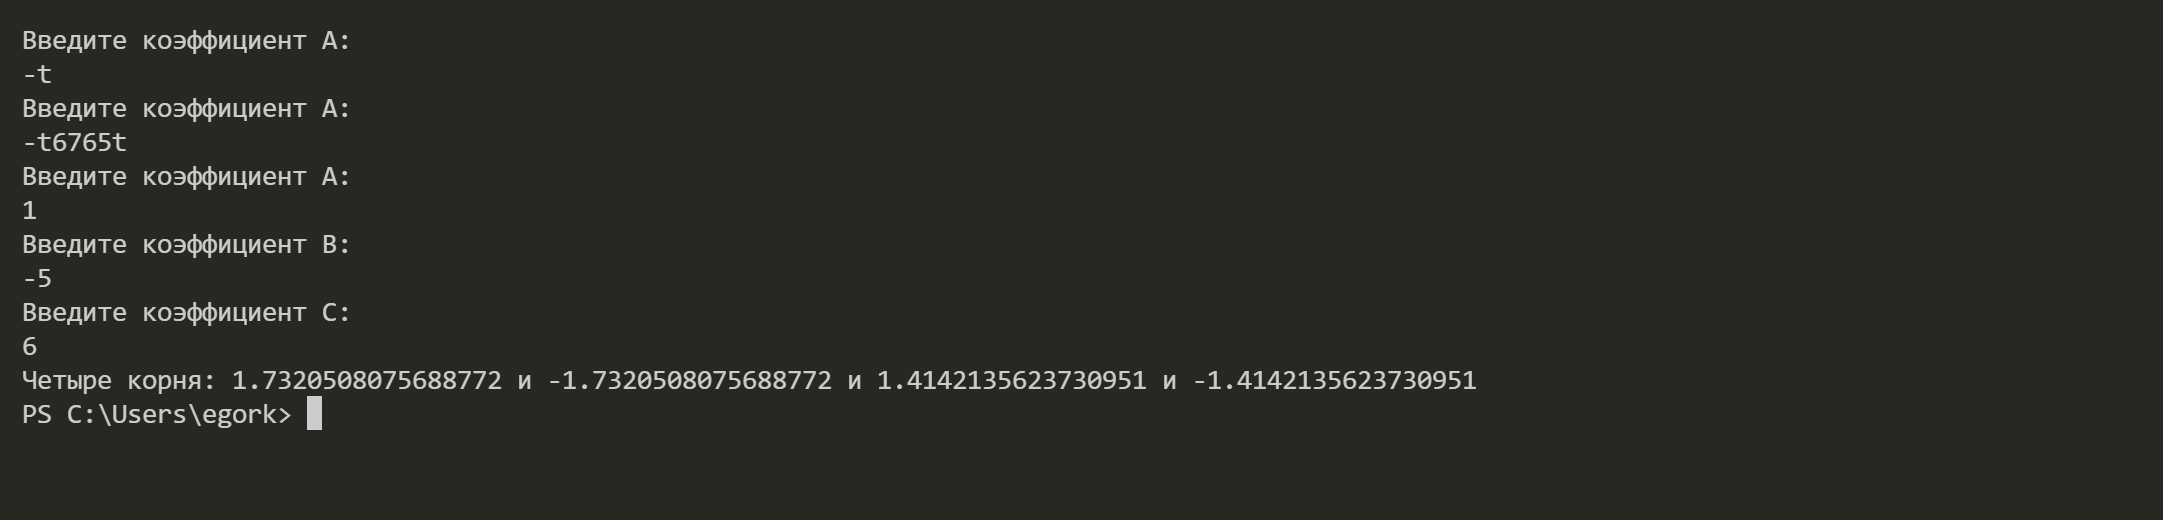 Введите коэффициент А:
-t
Введите коэффициент А:
-t6765t
Введите коэффициент А:
1
Введите коэффициент B:
-5
Введите коэффициент C:
6
Четыре корня: 1.7320508075688772 и -1.7320508075688772 и 1.4142135623730951 и -1.4142135623730951
PS C:\Users\egork>